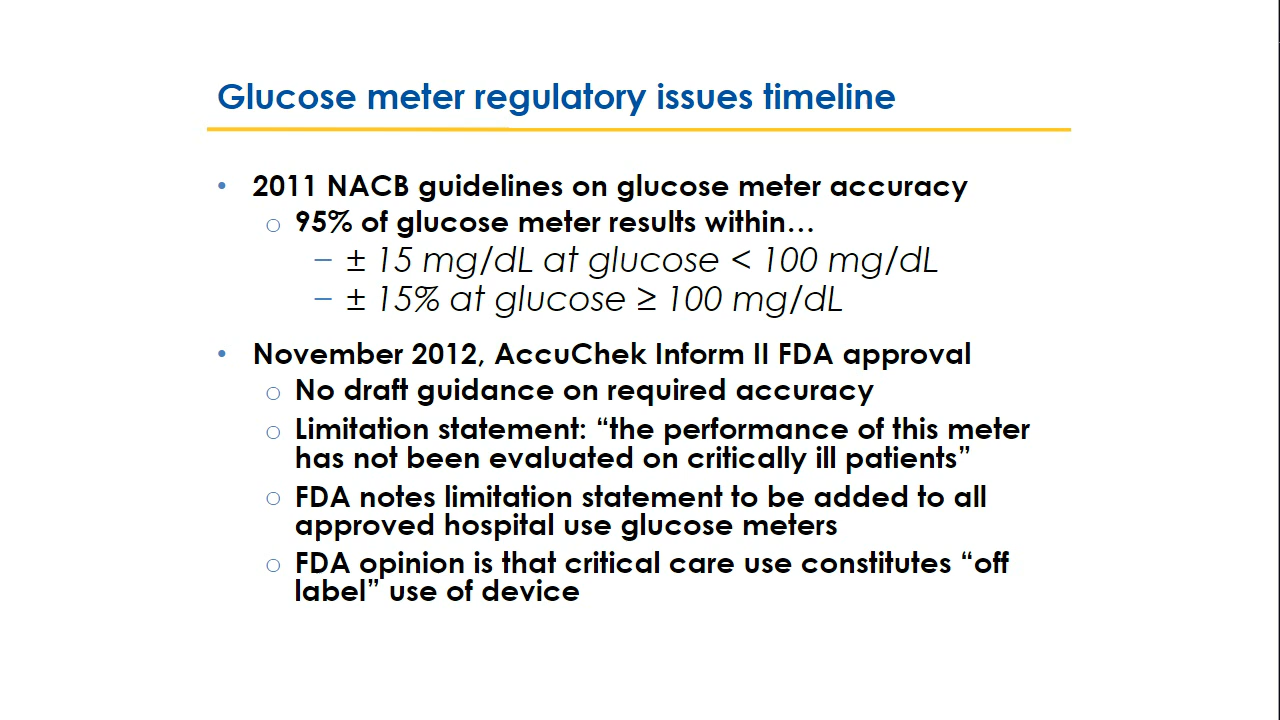 Glucose meter regulatory issues timeline
• 2011 NACB guidelines on glucose meter accuracy
○ 95% of glucose meter results within…
– ± 15 mg/dL at glucose < 100 mg/dL
– ± 15% at glucose ≥ 100 mg/dL
• November 2012, AccuChek Inform II FDA approval
○ No draft guidance on required accuracy
○ Limitation statement: “the performance of this meter
has not been evaluated on critically ill patients”
○ FDA notes limitation statement to be added to all
approved hospital use glucose meters
○ FDA opinion is that critical care use constitutes “off
label” use of device